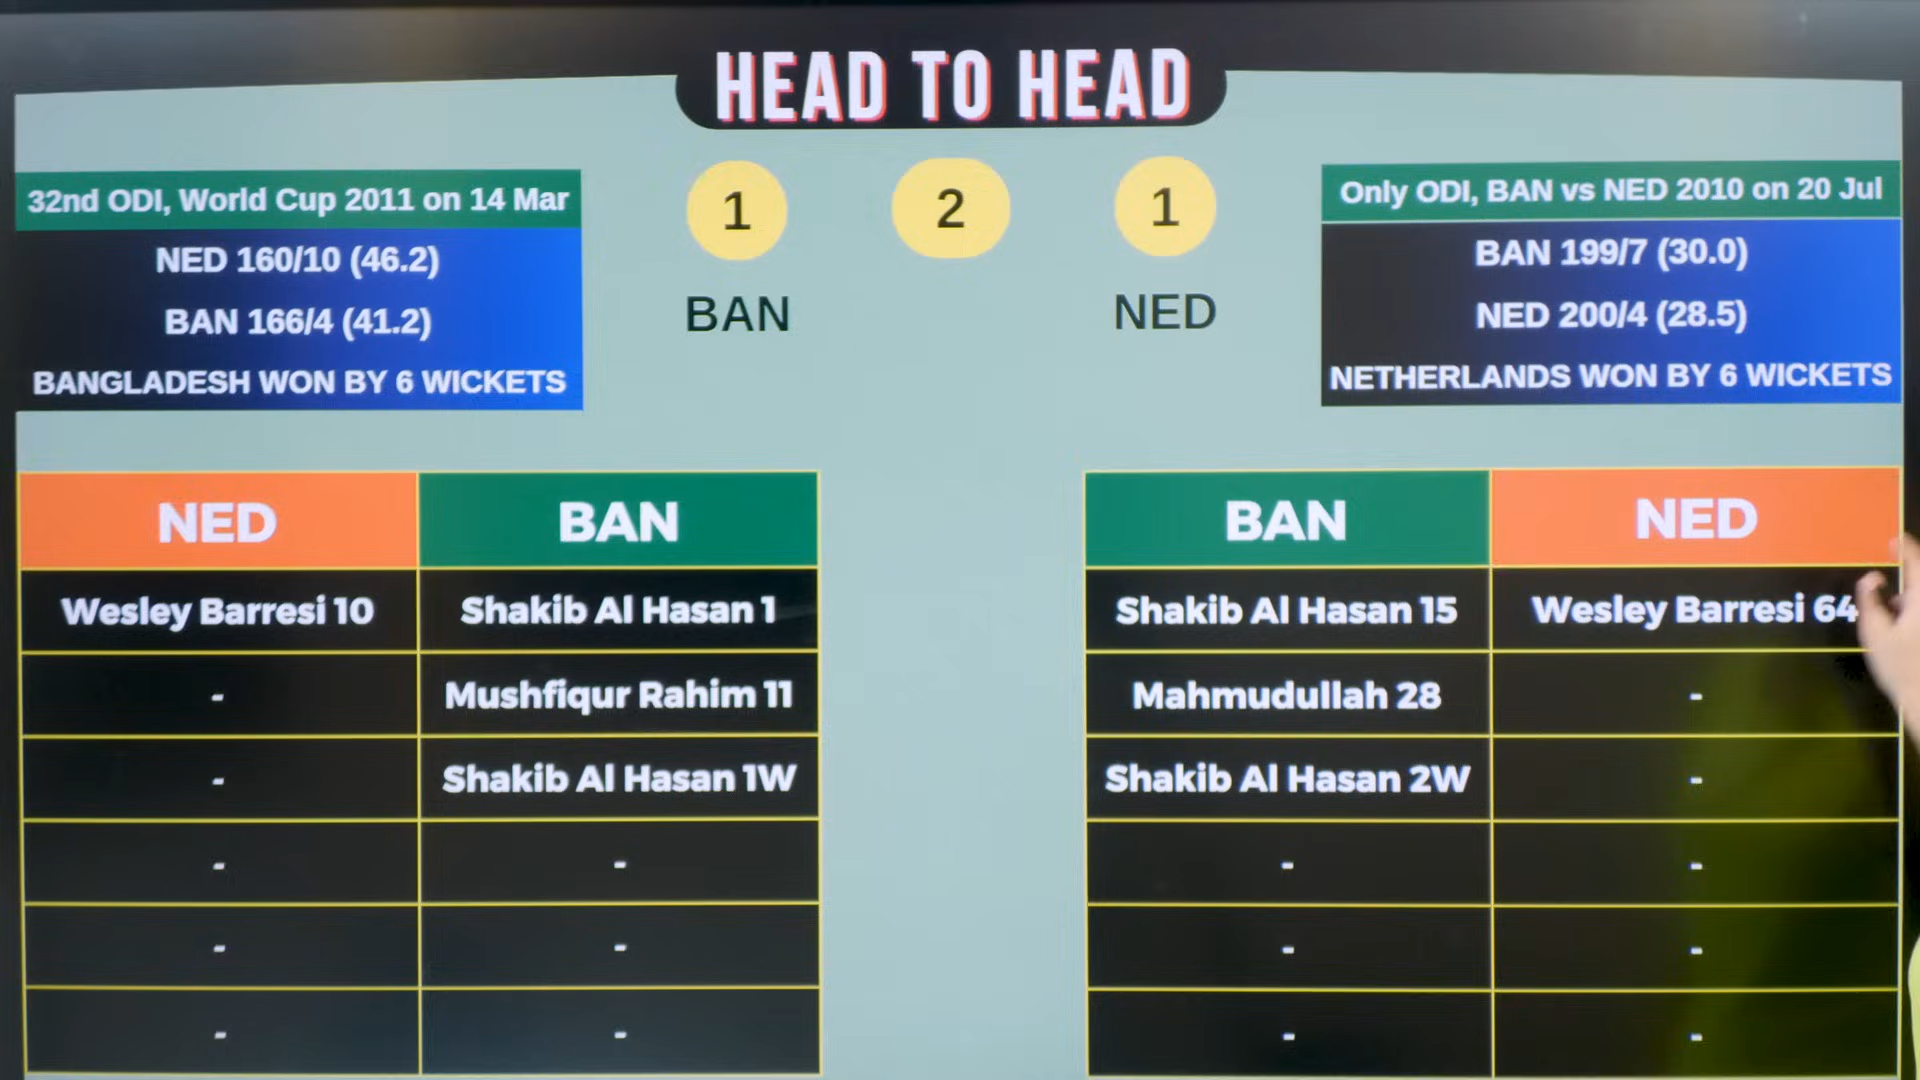 HEAD TO HEAD
32nd ODI, World Cup 2011 on 14 Mar
NED 160/10 (46.2)
BAN 166/4 (41.2)
BANGLADESH WON BY 6 WICKETS
1 2 1
BAN NED
Only ODI, BAN vs NED 2010 on 20 Jul
BAN 199/7 (30.0)
NED 200/4 (28.5)
NETHERLANDS WON BY 6 WICKETS
NED BAN
Wesley Barresi 10 Shakib Al Hasan 1
- Mushfiqur Rahim 11
- Shakib Al Hasan 1W
- -
- -
- -
BAN NED
Shakib Al Hasan 15 Wesley Barresi 64
Mahmudullah 28 -
Shakib Al Hasan 2W -
- -
- -
- -